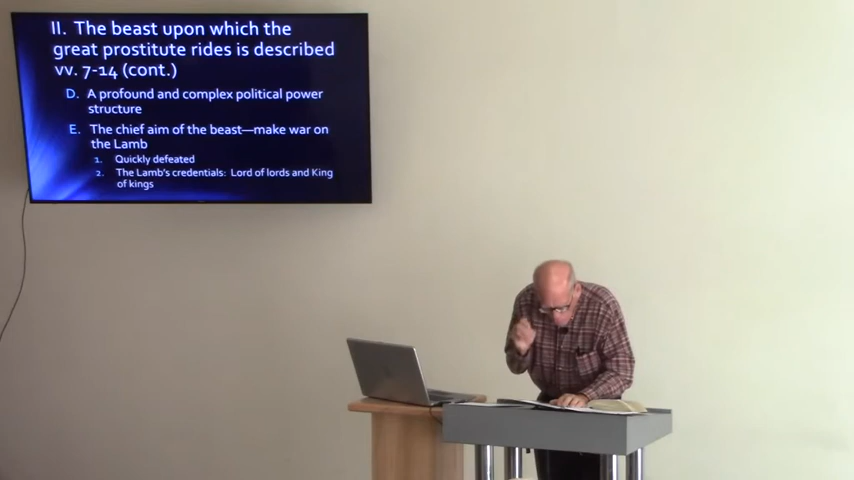 II. The beast upon which the
great prostitute rides is described
vv. 7-14 (cont.)
D. A profound and complex political power
structure
E. The chief aim of the beast—make war on
the Lamb
1. Quickly defeated
2. The Lamb's credentials: Lord of lords and King
of kings